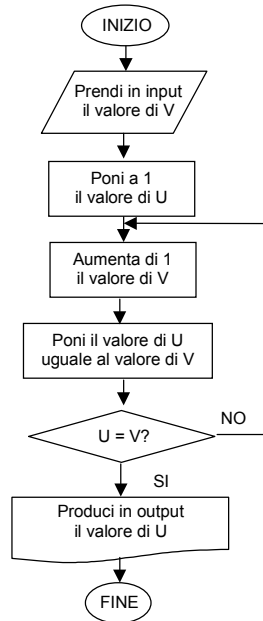 INIZIO
Prendi in input
il valore di V
Poni a 1
il valore di U
Aumenta di 1
il valore di V
Poni il valore di U
uguale al valore di V
U = V?
NO
SI
Produci in output
il valore di U
FINE